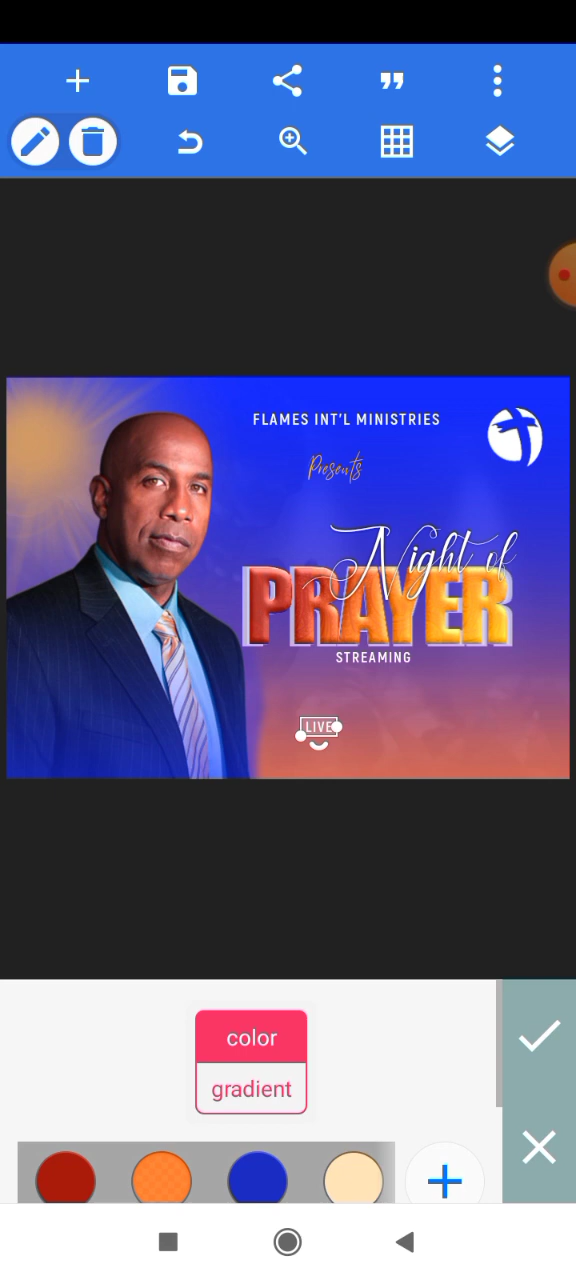 FLAMES INT'L MINISTRIES
Presents
Night of
PRAYER
STREAMING
LIVE
color
gradient